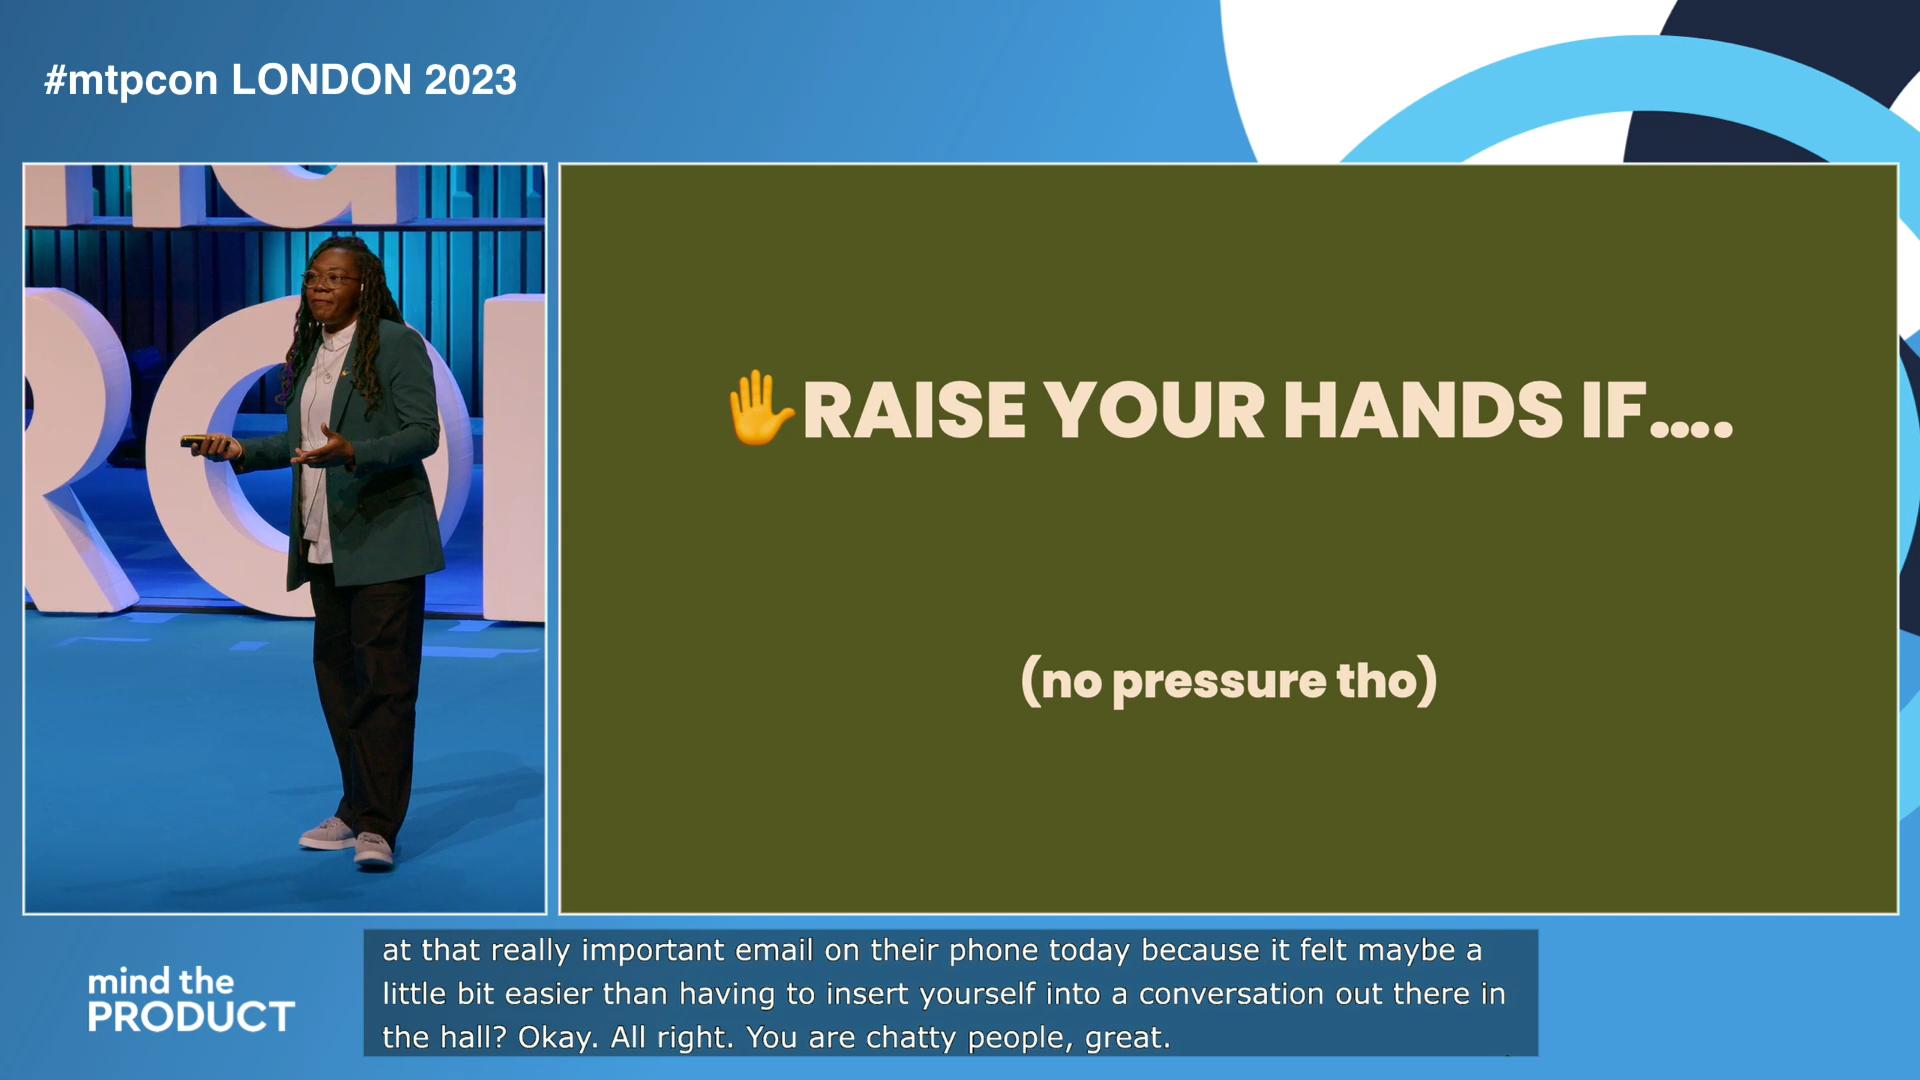 #mtpcon LONDON 2023
✋RAISE YOUR HANDS IF....
(no pressure tho)
at that really important email on their phone today because it felt maybe a
little bit easier than having to insert yourself into a conversation out there in
the hall? Okay. All right. You are chatty people, great.
mind the
PRODUCT